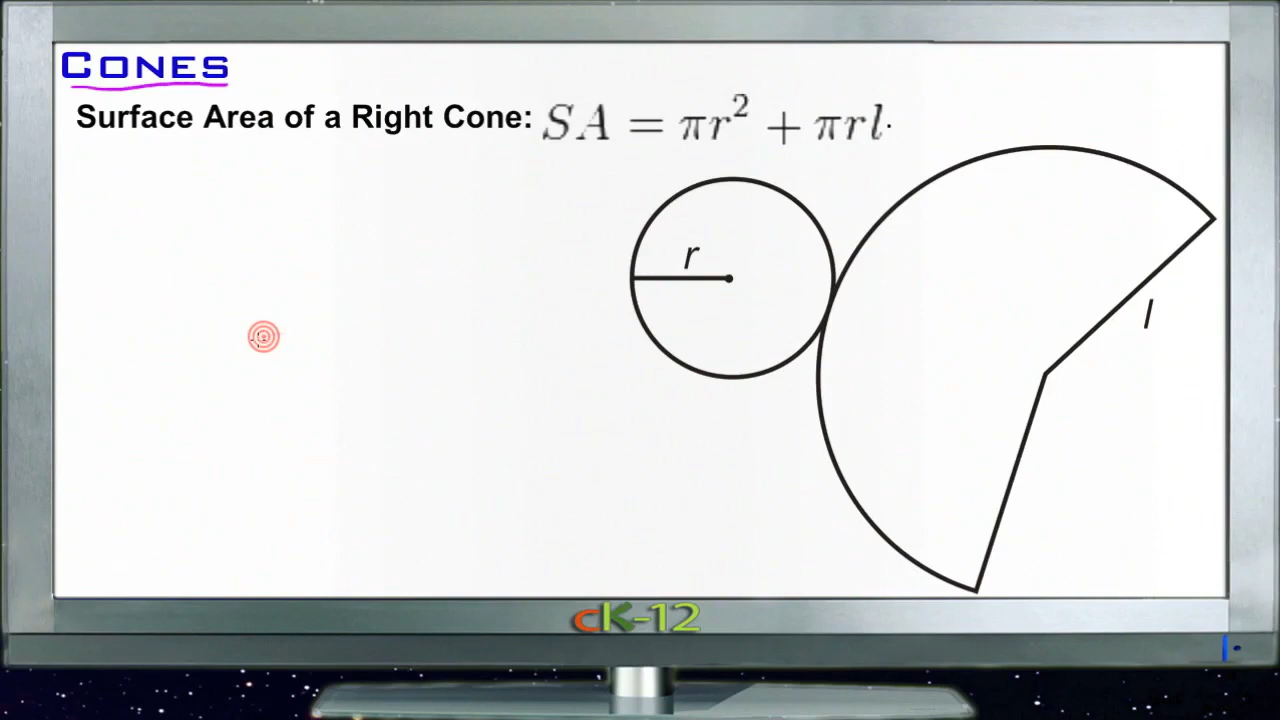 CONES
Surface Area of a Right Cone: SA = πr² + πrl.
r
l
cK-12